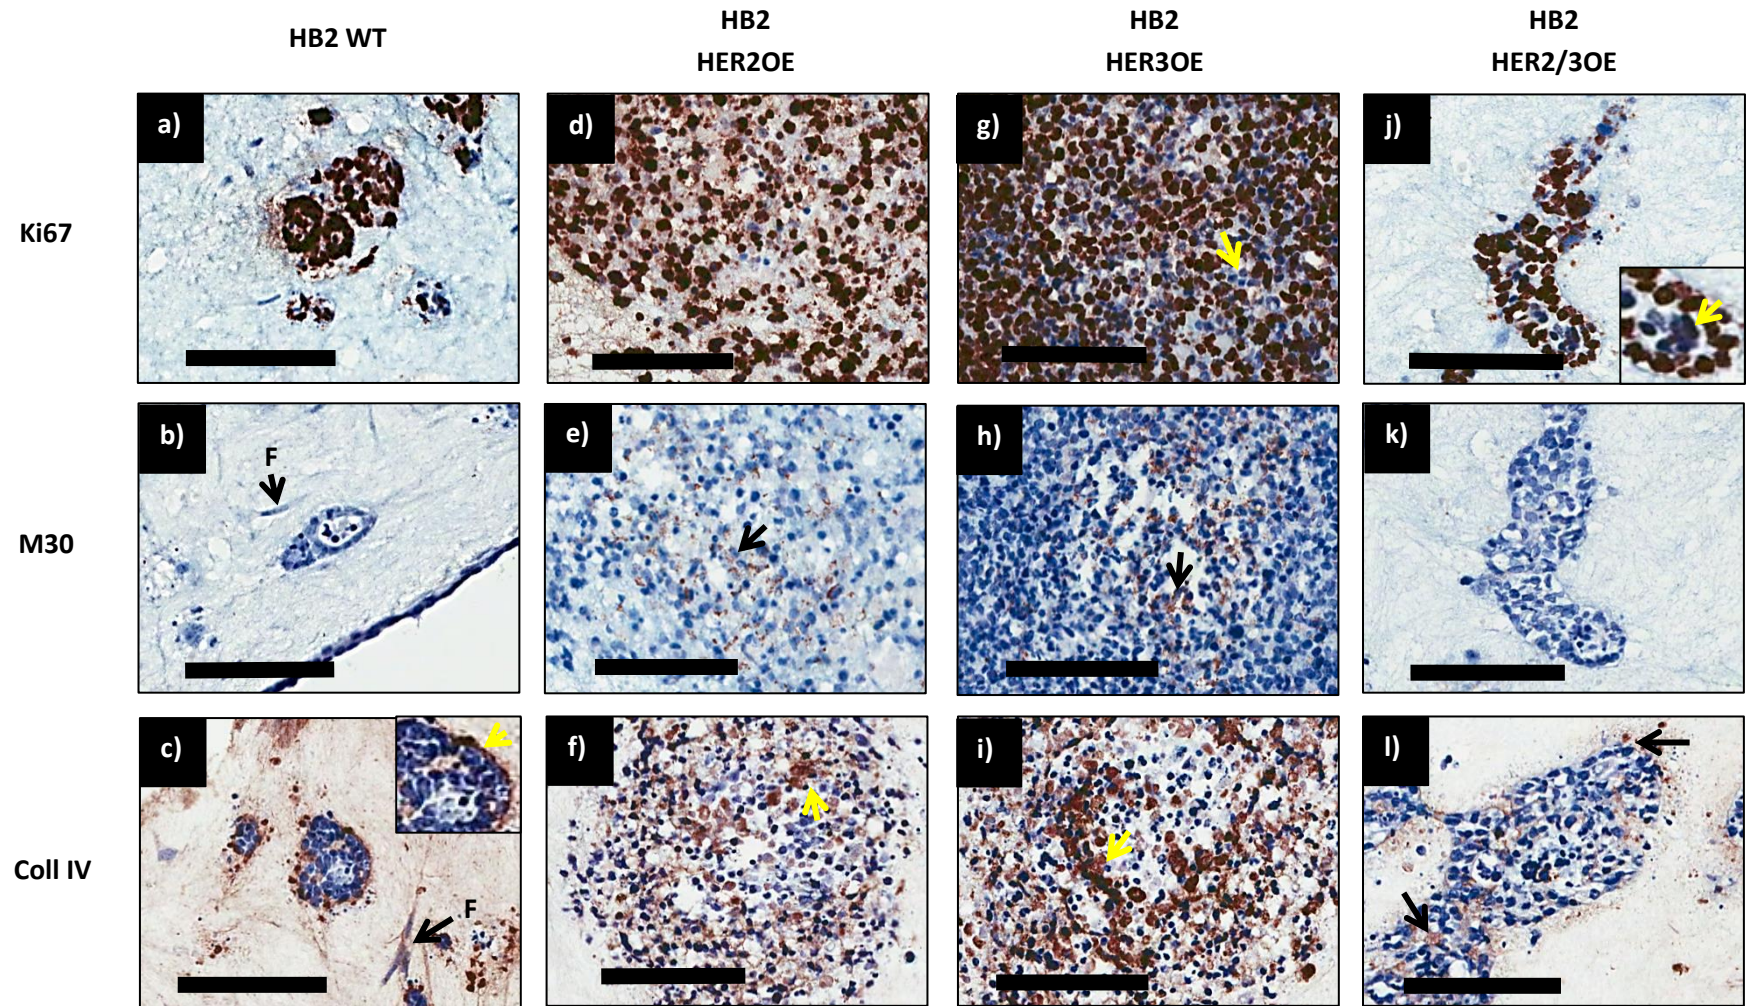 HB2 WT
HB2
HER2OE
HB2
HER3OE
HB2
HER2/3OE
Ki67
a)
d)
g)
j)
M30
b)
F
e)
h)
k)
Coll IV
c)
F
f)
i)
l)